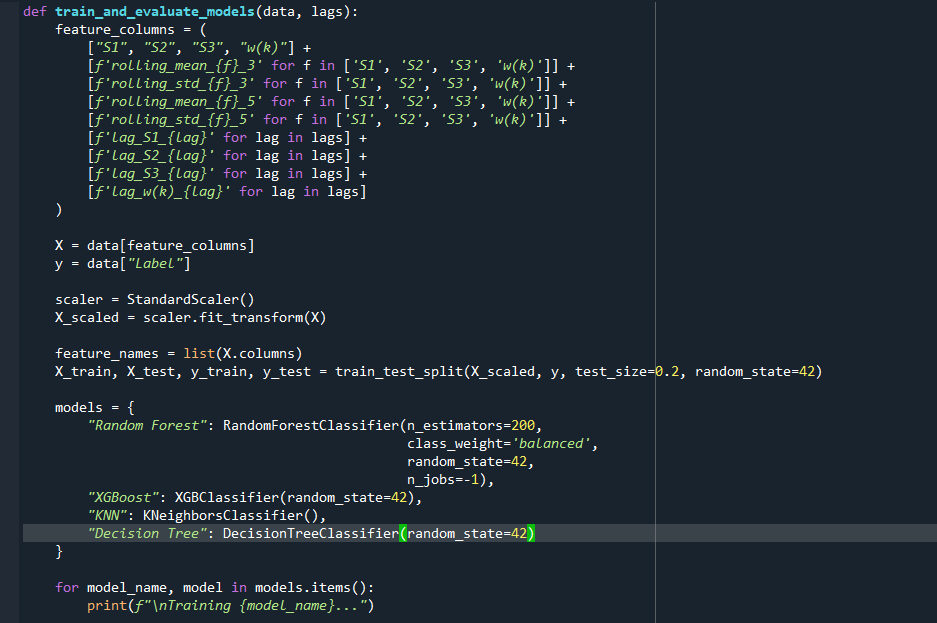 def train_and_evaluate_models(data, lags):
    feature_columns = (
        ["S1", "S2", "S3", "w(k)"] +
        [f'rolling_mean_{f}_3' for f in ['S1', 'S2', 'S3', 'w(k)']] +
        [f'rolling_std_{f}_3' for f in ['S1', 'S2', 'S3', 'w(k)']] +
        [f'rolling_mean_{f}_5' for f in ['S1', 'S2', 'S3', 'w(k)']] +
        [f'rolling_std_{f}_5' for f in ['S1', 'S2', 'S3', 'w(k)']] +
        [f'lag_S1_{lag}' for lag in lags] +
        [f'lag_S2_{lag}' for lag in lags] +
        [f'lag_S3_{lag}' for lag in lags] +
        [f'lag_w(k)_{lag}' for lag in lags]
    )
    X = data[feature_columns]
    y = data["Label"]
    scaler = StandardScaler()
    X_scaled = scaler.fit_transform(X)
    feature_names = list(X.columns)
    X_train, X_test, y_train, y_test = train_test_split(X_scaled, y, test_size=0.2, random_state=42)
    models = {
        "Random Forest": RandomForestClassifier(n_estimators=200,
                                                class_weight='balanced',
                                                random_state=42,
                                                n_jobs=-1),
        "XGBoost": XGBClassifier(random_state=42),
        "KNN": KNeighborsClassifier(),
        "Decision Tree": DecisionTreeClassifier(random_state=42)
    }
    for model_name, model in models.items():
        print(f"\nTraining {model_name}...")